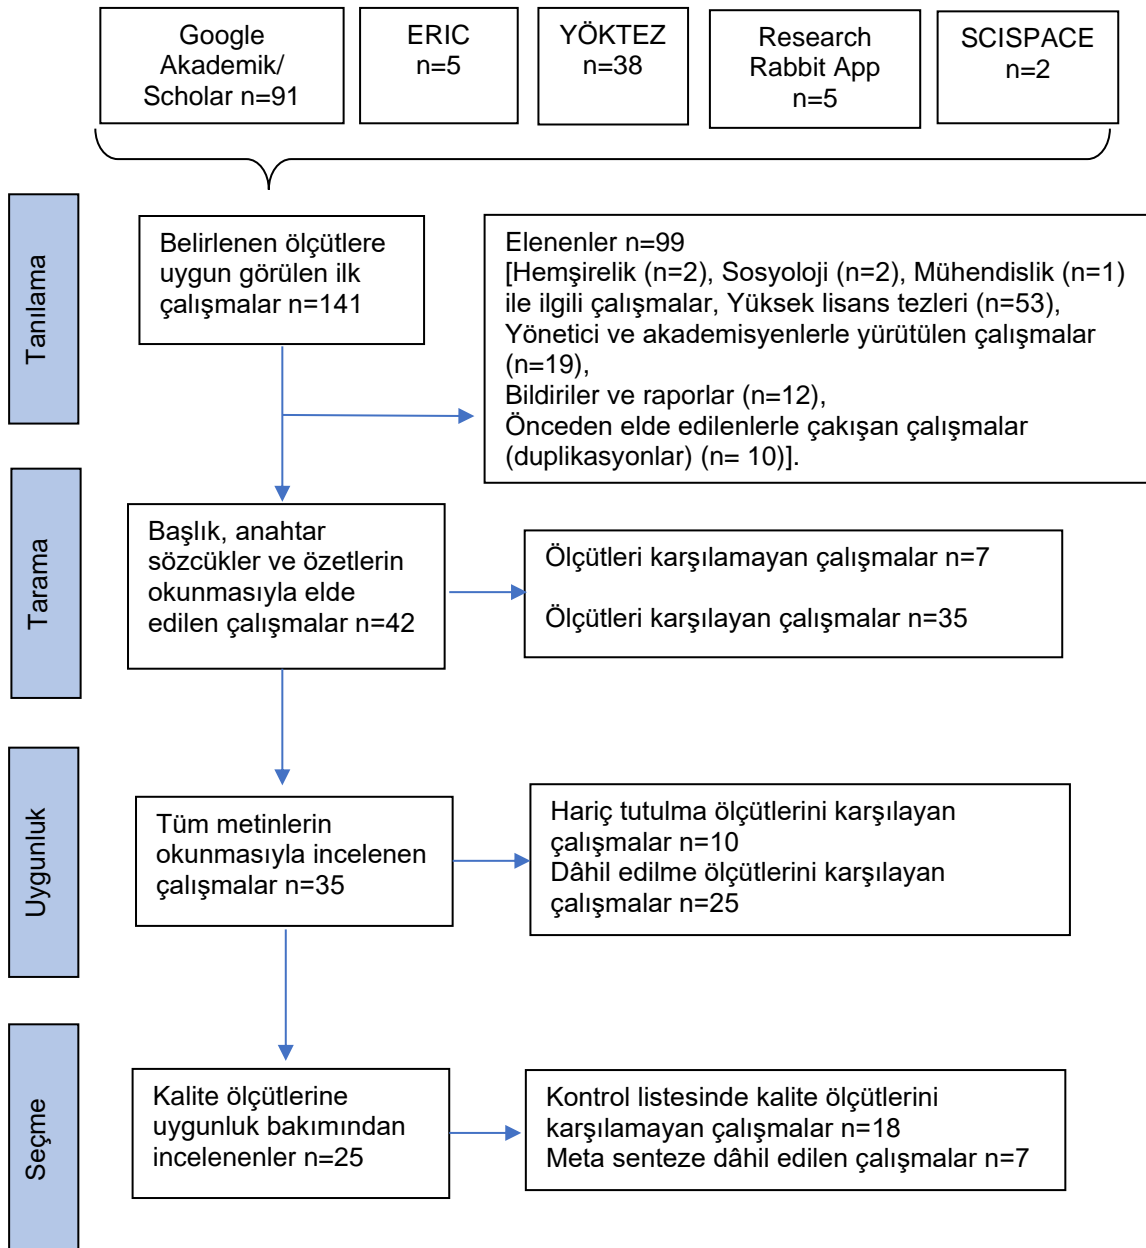 Google
Akademik/
Scholar n=91
ERIC
n=5
YÖKTEZ
n=38
Research
Rabbit App
n=5
SCISPACE
n=2
Tanılama
Belirlenen ölçütlere
uygun görülen ilk
çalışmalar n=141
Elenenler n=99
[Hemşirelik (n=2), Sosyoloji (n=2), Mühendislik (n=1)
ile ilgili çalışmalar, Yüksek lisans tezleri (n=53),
Yönetici ve akademisyenlerle yürütülen çalışmalar
(n=19),
Bildiriler ve raporlar (n=12),
Önceden elde edilenlerle çakışan çalışmalar
(duplikasyonlar) (n= 10)].
Tarama
Başlık, anahtar
sözcükler ve özetlerin
okunmasıyla elde
edilen çalışmalar n=42
Ölçütleri karşılamayan çalışmalar n=7
Ölçütleri karşılayan çalışmalar n=35
Uygunluk
Tüm metinlerin
okunmasıyla incelenen
çalışmalar n=35
Hariç tutulma ölçütlerini karşılayan
çalışmalar n=10
Dâhil edilme ölçütlerini karşılayan
çalışmalar n=25
Seçme
Kalite ölçütlerine
uygunluk bakımından
incelenenler n=25
Kontrol listesinde kalite ölçütlerini
karşılamayan çalışmalar n=18
Meta senteze dâhil edilen çalışmalar n=7